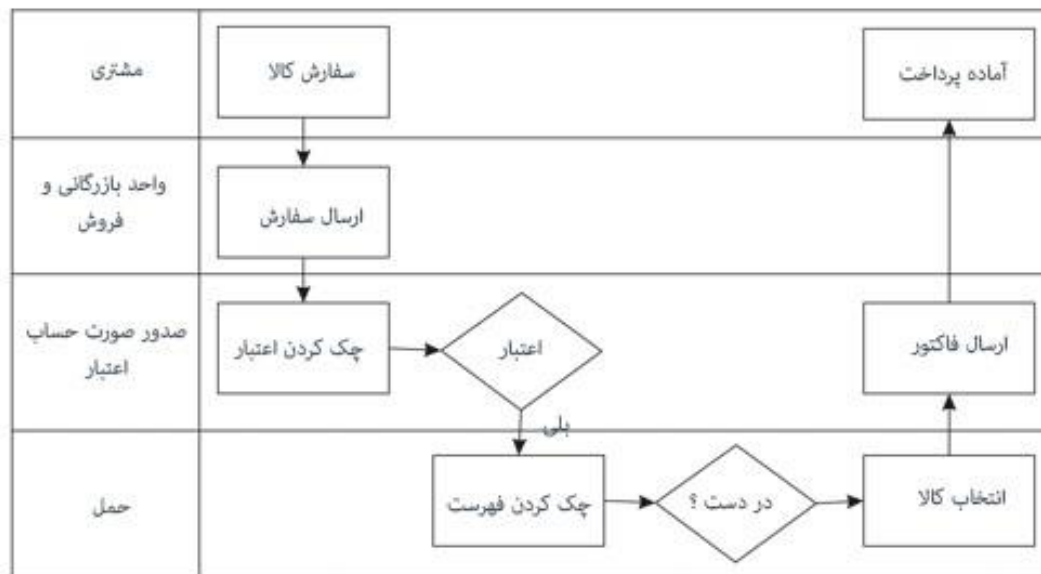 مشتری
سفارش کالا
آماده پرداخت
واحد بازرگانی و
فروش
ارسال سفارش
صدور صورت حساب
اعتبار
چک کردن اعتبار
اعتبار
ارسال فاکتور
بلی
حمل
چک کردن فهرست
در دست ؟
انتخاب کالا